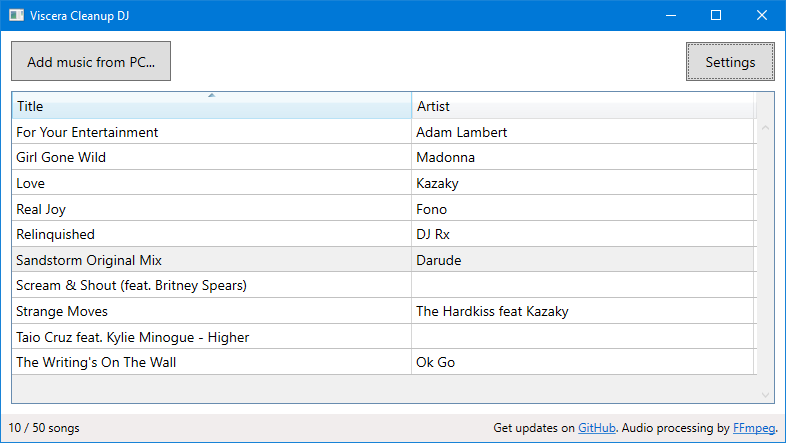 Viscera Cleanup DJ
Add music from PC... Settings
Title Artist
For Your Entertainment Adam Lambert
Girl Gone Wild Madonna
Love Kazaky
Real Joy Fono
Relinquished DJ Rx
Sandstorm Original Mix Darude
Scream & Shout (feat. Britney Spears)
Strange Moves The Hardkiss feat Kazaky
Taio Cruz feat. Kylie Minogue - Higher
The Writing's On The Wall Ok Go
10 / 50 songs Get updates on GitHub. Audio processing by FFmpeg.